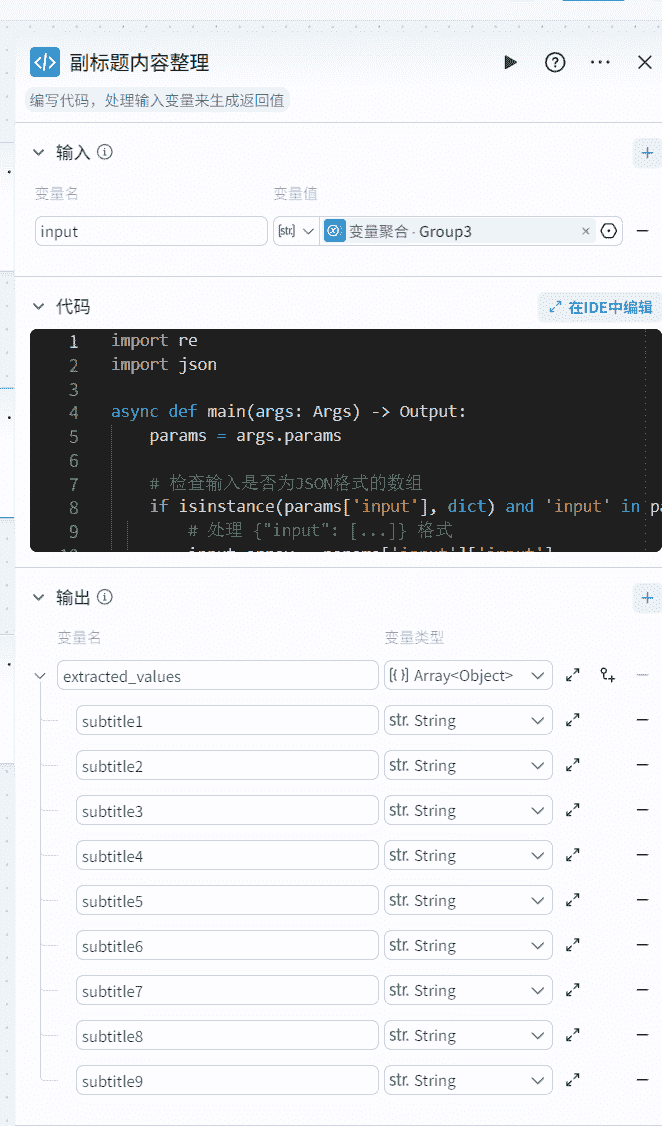 副标题内容整理
编写代码，处理输入变量来生成返回值
输入
变量名 变量值
input [str] 变量聚合 - Group3
代码 在IDE中编辑
1 import re
2 import json
3
4 async def main(args: Args) -> Output:
5 params = args.params
6
7 # 检查输入是否为JSON格式的数组
8 if isinstance(params['input'], dict) and 'input' in pa
9 # 处理 {"input": [...]} 格式
输出
变量名 变量类型
extracted_values [{}] Array<Object>
subtitle1 str. String
subtitle2 str. String
subtitle3 str. String
subtitle4 str. String
subtitle5 str. String
subtitle6 str. String
subtitle7 str. String
subtitle8 str. String
subtitle9 str. String